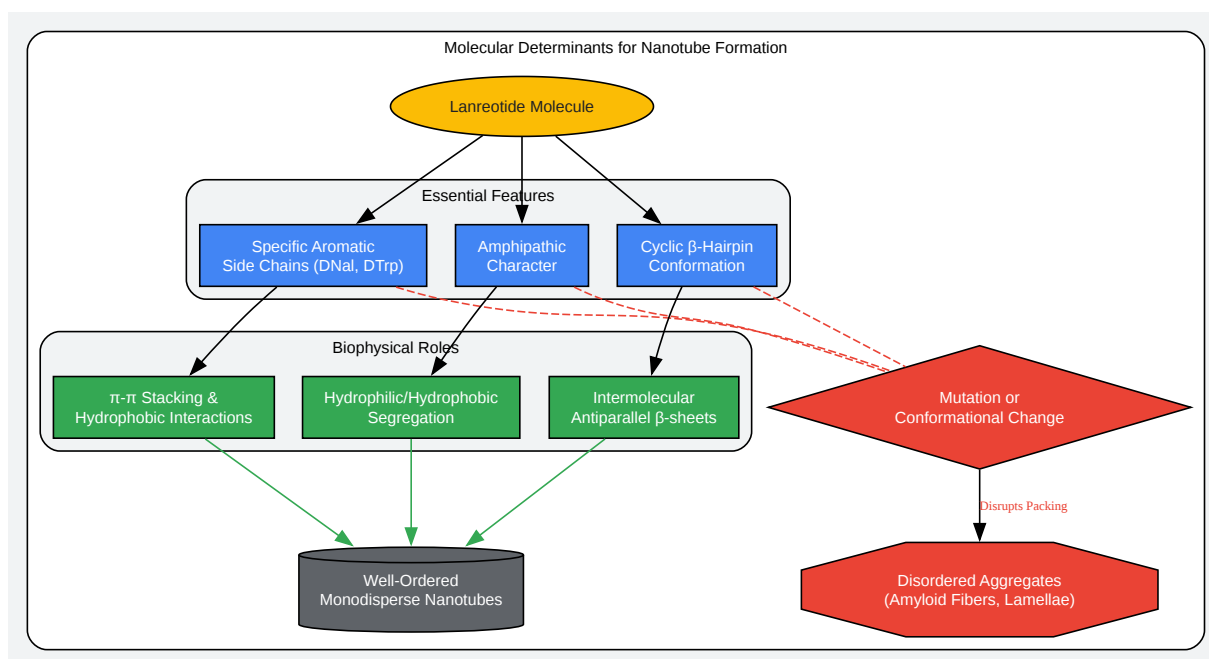 Molecular Determinants for Nanotube Formation
Lanreotide Molecule
Essential Features
Specific Aromatic
Side Chains (DNal, DTrp)
Amphipathic
Character
Cyclic β-Hairpin
Conformation
Biophysical Roles
π-π Stacking &
Hydrophobic Interactions
Hydrophilic/Hydrophobic
Segregation
Intermolecular
Antiparallel β-sheets
Mutation or
Conformational Change
Disrupts Packing
Well-Ordered
Monodisperse Nanotubes
Disordered Aggregates
(Amyloid Fibers, Lamellae)